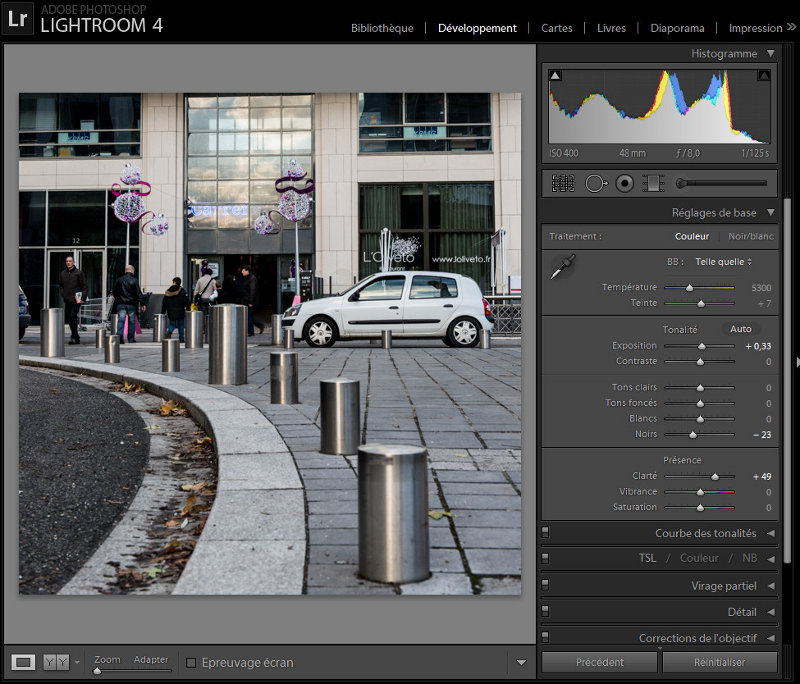 Lr
ADOBE PHOTOSHOP
LIGHTROOM 4
Bibliothèque | Développement | Cartes | Livres | Diaporama | Impression »
Histogramme
ISO 400 48 mm ƒ / 8,0 1/125 s
Réglages de base
Traitement : Couleur | Noir/blanc
BB : Telle quelle
Température 5300
Teinte + 7
Tonalité Auto
Exposition + 0,33
Contraste 0
Tons clairs 0
Tons foncés 0
Blancs 0
Noirs – 23
Présence
Clarté + 49
Vibrance 0
Saturation 0
Courbe des tonalités
TSL / Couleur / NB
Virage partiel
Détail
Corrections de l'objectif
Précédent Réinitialiser
12
www.loliveto.fr
YY
Zoom Adapter
Epreuvage écran